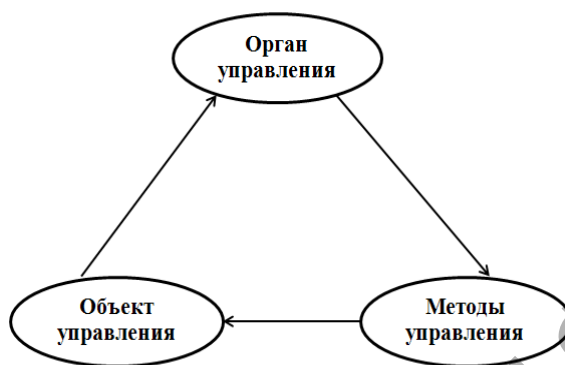 Орган
управления
Объект
управления
Методы
управления